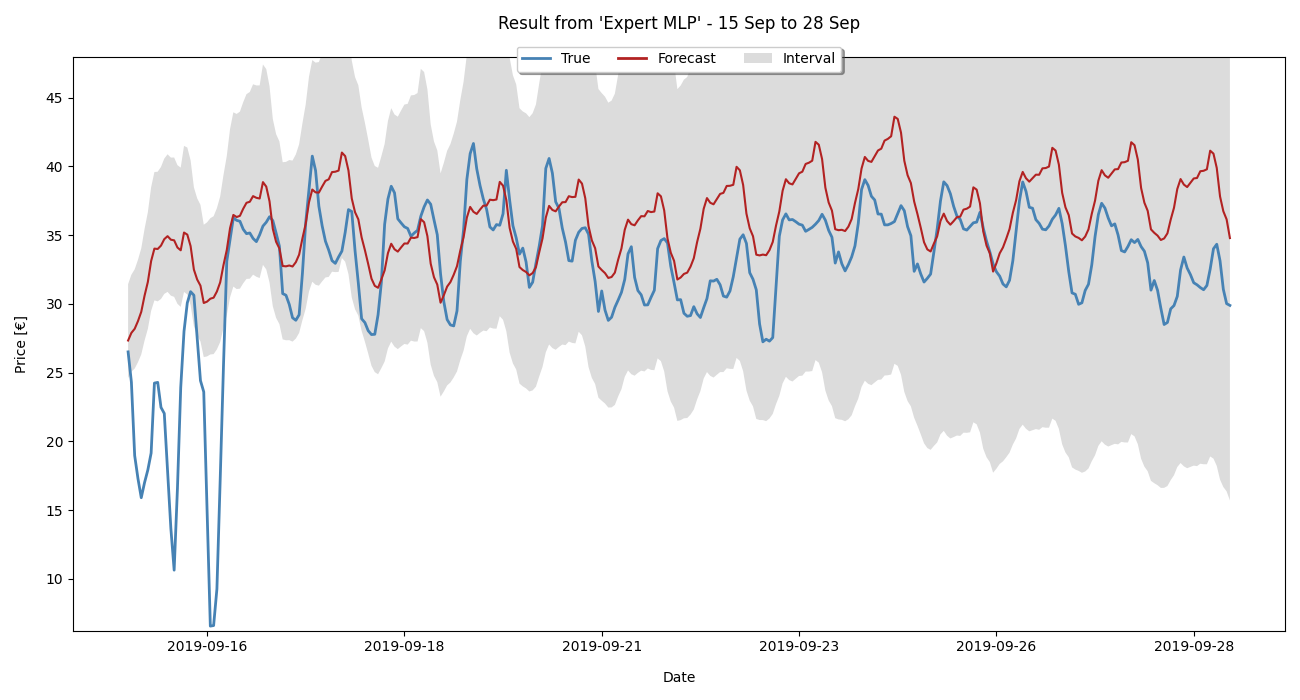 Result from 'Expert MLP' - 15 Sep to 28 Sep
True Forecast Interval
Price [€]
45
40
35
30
25
20
15
10
2019-09-16 2019-09-18 2019-09-21 2019-09-23 2019-09-26 2019-09-28
Date